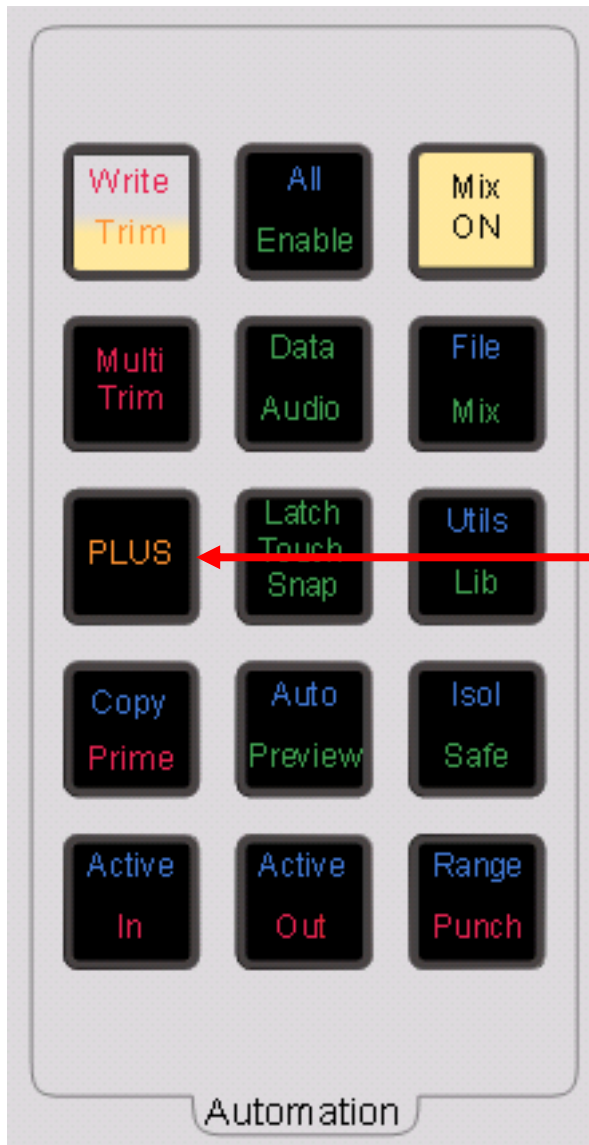 Write
Trim
All
Enable
Mix
ON
Multi
Trim
Data
Audio
File
Mix
PLUS
Latch
Touch
Snap
Utils
Lib
Copy
Prime
Auto
Preview
Isol
Safe
Active
In
Active
Out
Range
Punch
Automation